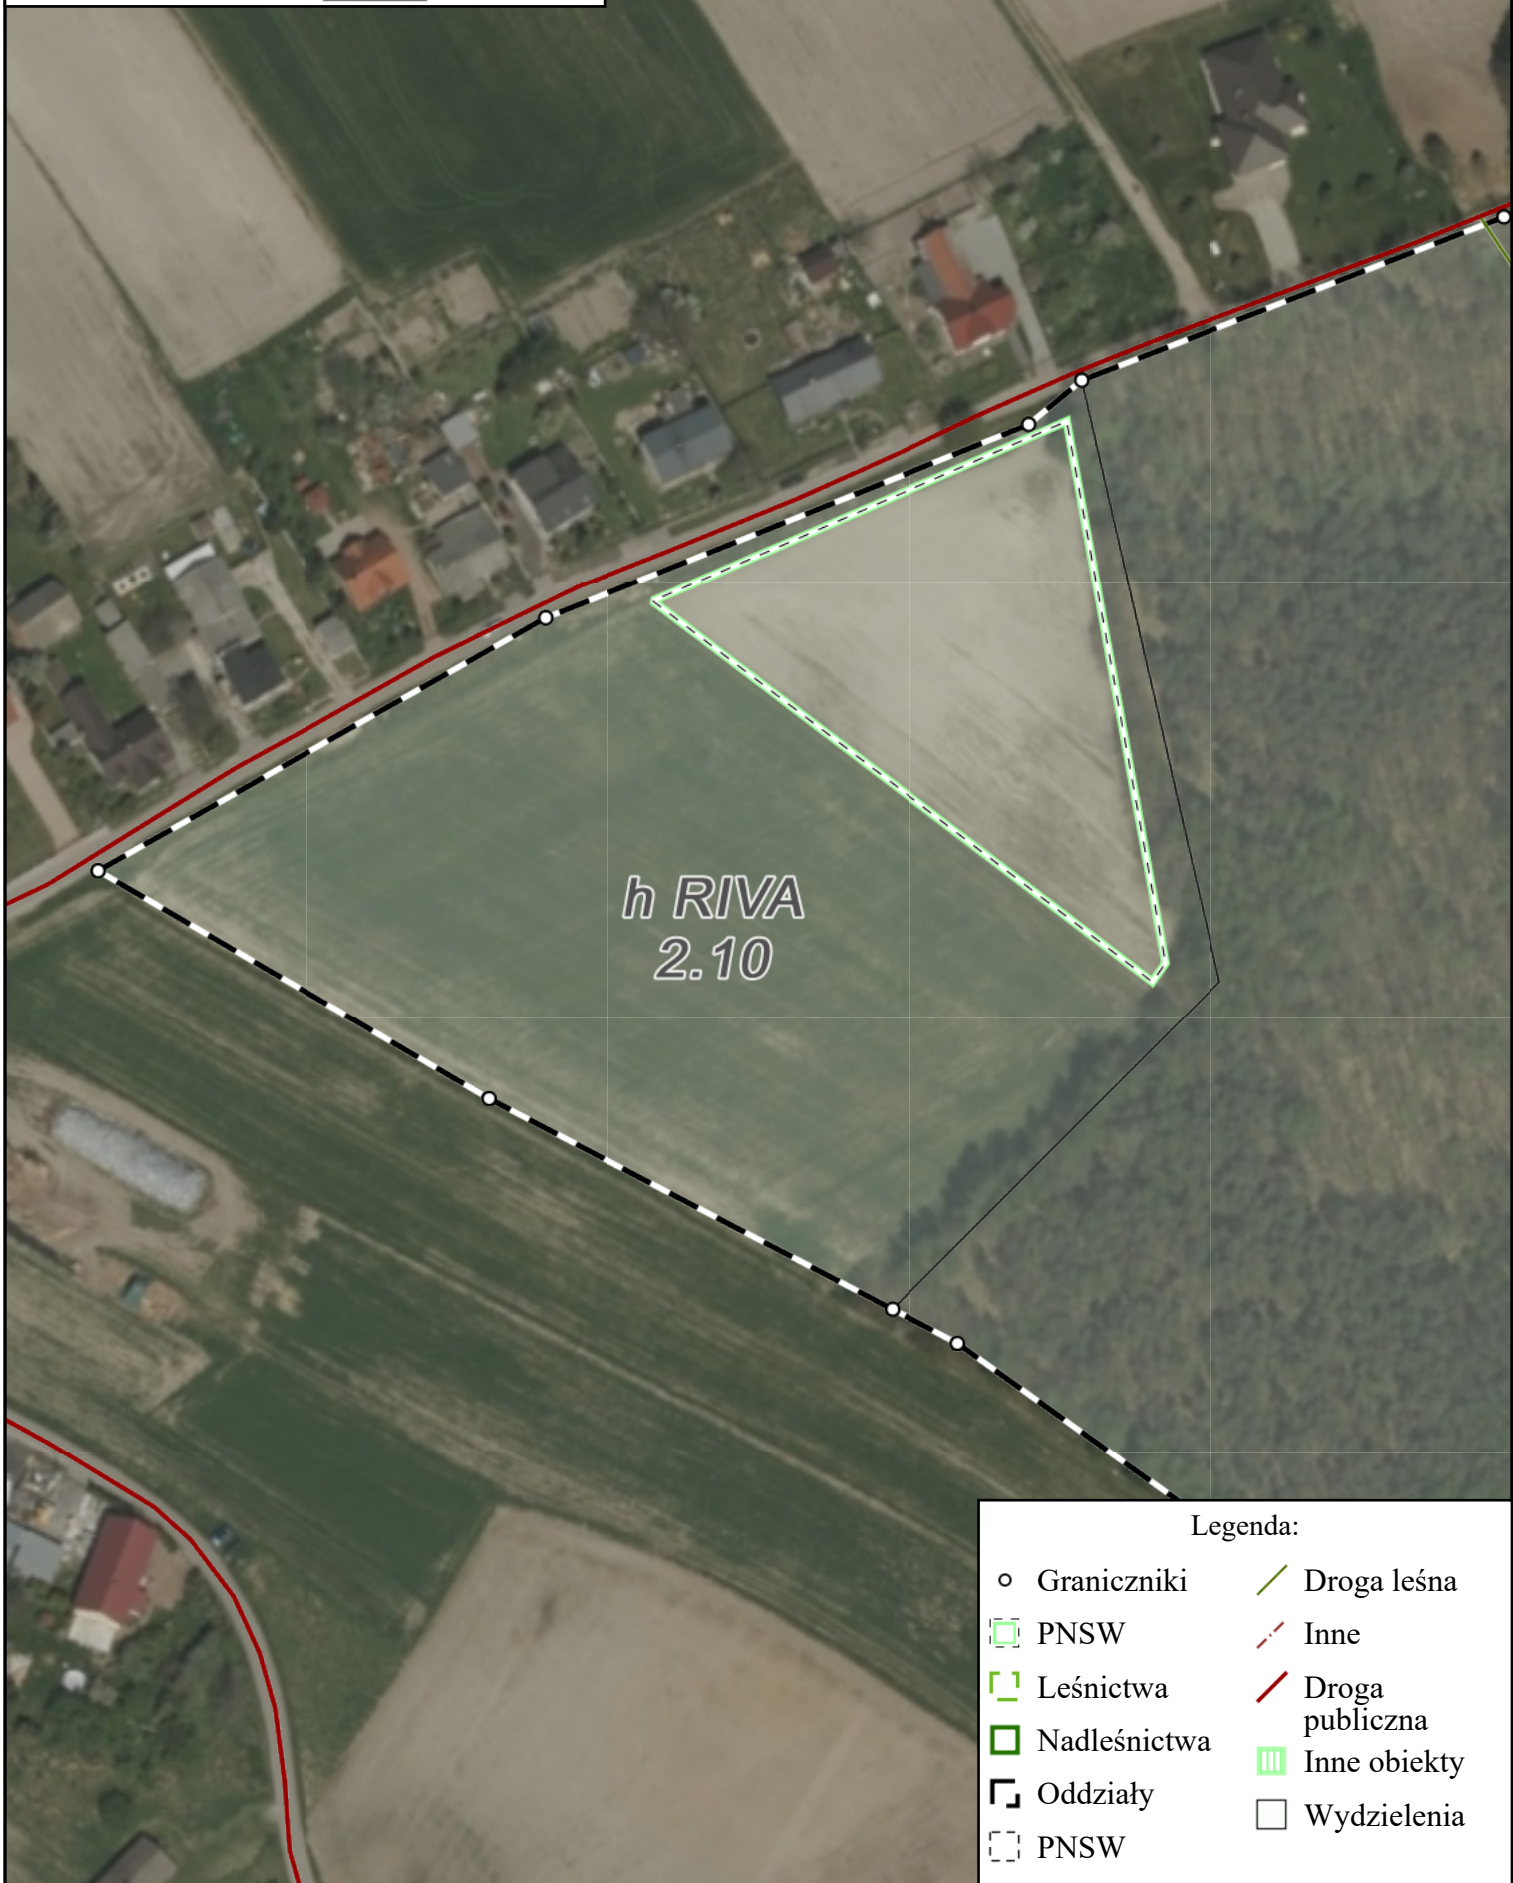 h RIVA
2.10
Legenda:
Graniczniki
PNSW
Leśnictwa
Nadleśnictwa
Oddziały
PNSW
Droga leśna
Inne
Droga
publiczna
Inne obiekty
Wydzielenia